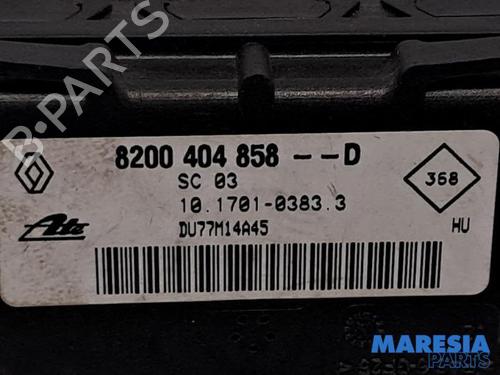 B-PARTS
8200 404 858 -- D
SC 03
368
10.1701-0383.3
Ate
DU77M14A45
HU
MARESIA
PARTS